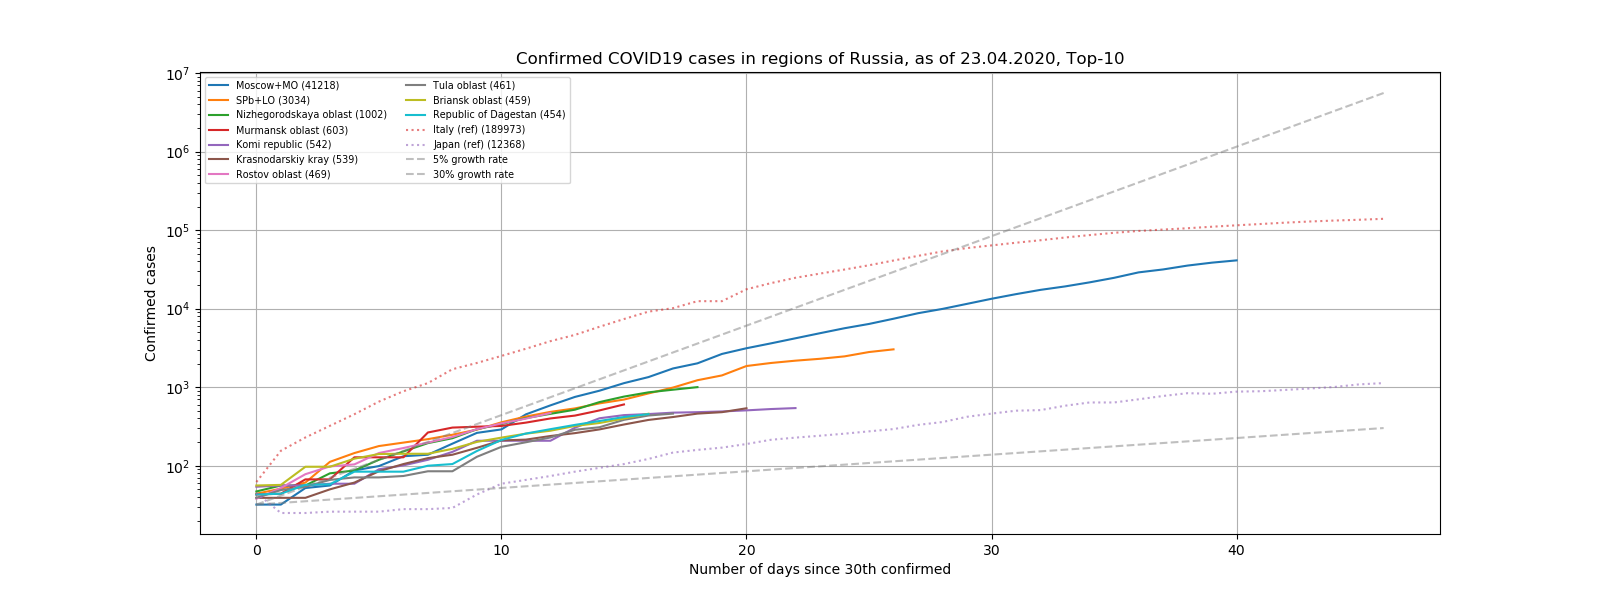 Confirmed COVID19 cases in regions of Russia, as of 23.04.2020, Top-10
Confirmed cases
10^7
10^6
10^5
10^4
10^3
10^2
Moscow+MO (41218)
SPb+LO (3034)
Nizhegorodskaya oblast (1002)
Murmansk oblast (603)
Komi republic (542)
Krasnodarskiy kray (539)
Rostov oblast (469)
Tula oblast (461)
Briansk oblast (459)
Republic of Dagestan (454)
Italy (ref) (189973)
Japan (ref) (12368)
5% growth rate
30% growth rate
0 10 20 30 40
Number of days since 30th confirmed